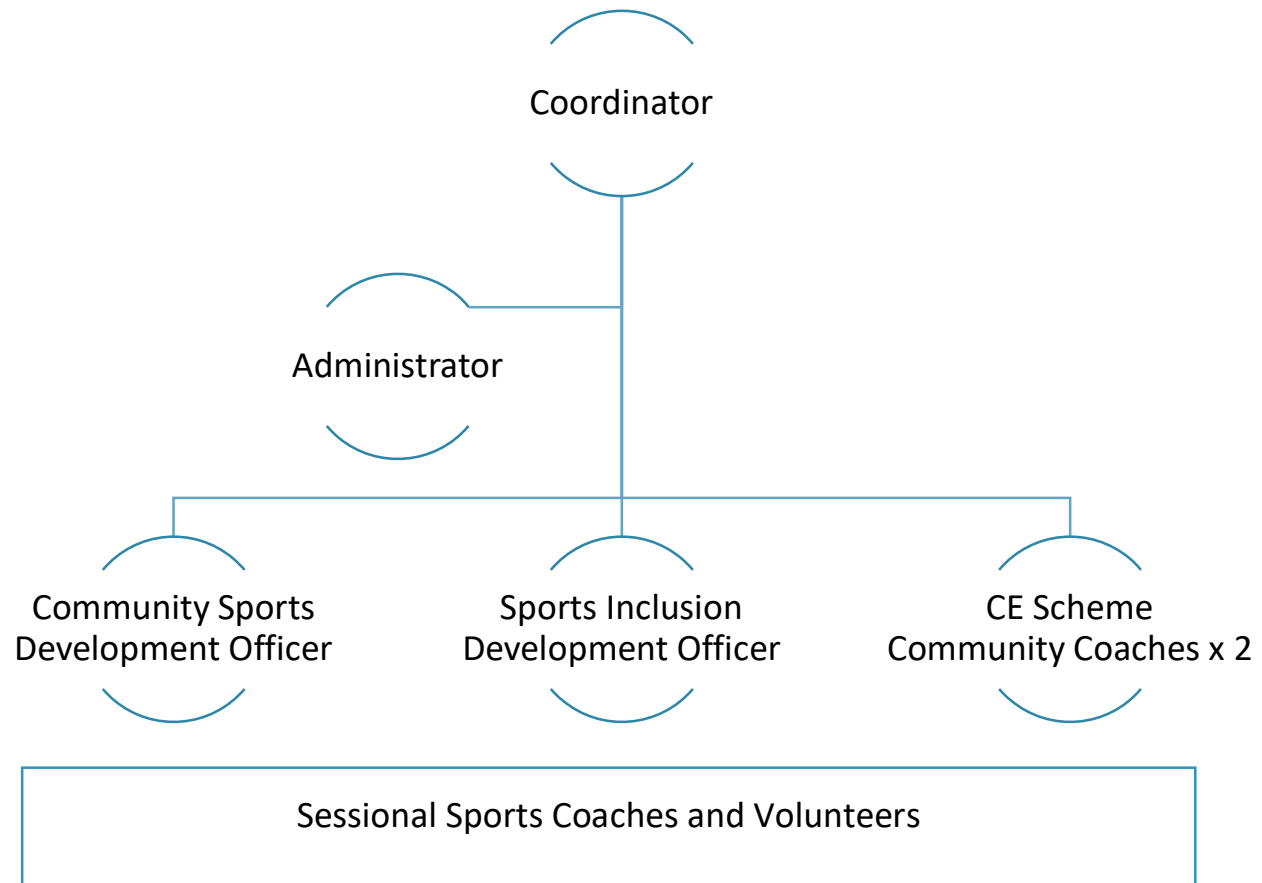 Coordinator
Administrator
Community Sports
Development Officer
Sports Inclusion
Development Officer
CE Scheme
Community Coaches x 2
Sessional Sports Coaches and Volunteers